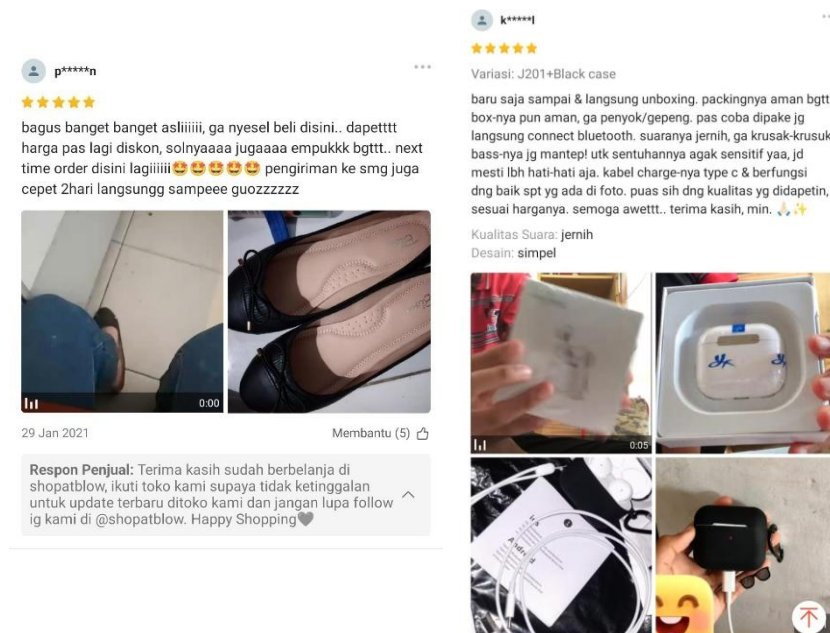 p*****n
bagus banget banget asliiiiii, ga nyesel beli disini.. dapetttt
harga pas lagi diskon, solnyaaaa jugaaaa empukkk bgttt.. next
time order disini lagiiiiii🤩🤩🤩🤩🤩 pengiriman ke smg juga
cepet 2hari langsungg sampeee guozzzzzz
0:00
29 Jan 2021
Membantu (5)
Respon Penjual: Terima kasih sudah berbelanja di
shopatblow, ikuti toko kami supaya tidak ketinggalan
untuk update terbaru ditoko kami dan jangan lupa follow
ig kami di @shopatblow. Happy Shopping🖤
k*****l
Variasi: J201+Black case
baru saja sampai & langsung unboxing. packingnya aman bgtt
box-nya pun aman, ga penyok/gepeng. pas coba dipake jg
langsung connect bluetooth. suaranya jernih, ga krusak-krusuk
bass-nya jg mantep! utk sentuhannya agak sensitif yaa, jd
mesti lbh hati-hati aja. kabel charge-nya type c & berfungsi
dng baik spt yg ada di foto. puas sih dng kualitas yg didapetin,
sesuai harganya. semoga awettt.. terima kasih, min. 🙏🏻✨
Kualitas Suara: jernih
Desain: simpel
0:05
Android